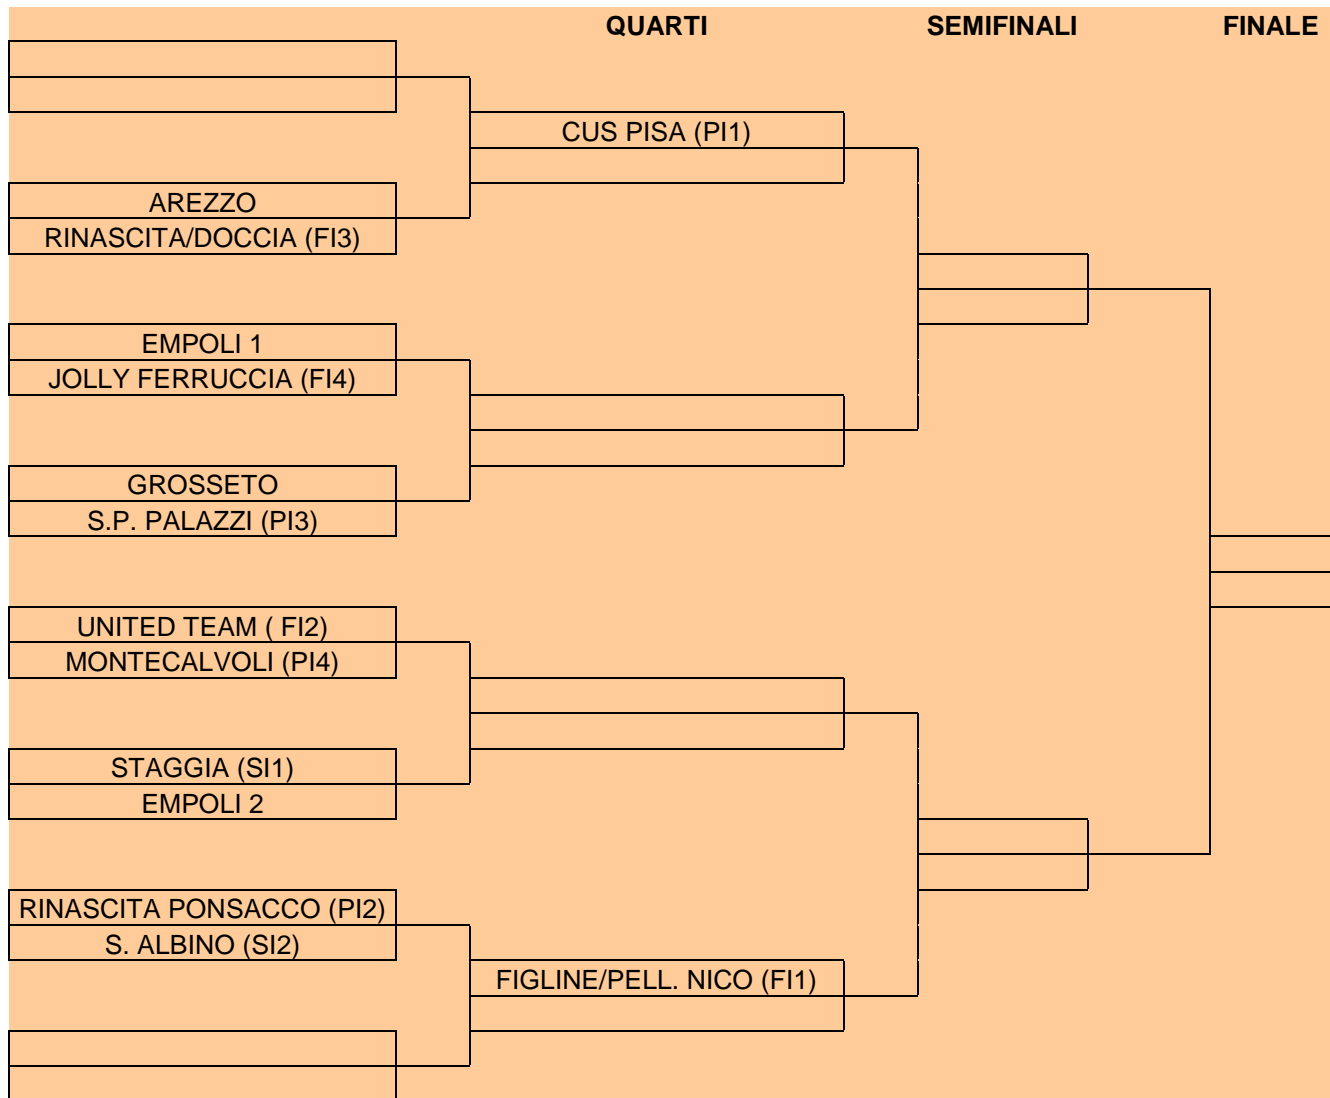 QUARTI SEMIFINALI FINALE
CUS PISA (PI1)
AREZZO
RINASCITA/DOCCIA (FI3)
EMPOLI 1
JOLLY FERRUCCIA (FI4)
GROSSETO
S.P. PALAZZI (PI3)
UNITED TEAM ( FI2)
MONTECALVOLI (PI4)
STAGGIA (SI1)
EMPOLI 2
RINASCITA PONSACCO (PI2)
S. ALBINO (SI2)
FIGLINE/PELL. NICO (FI1)